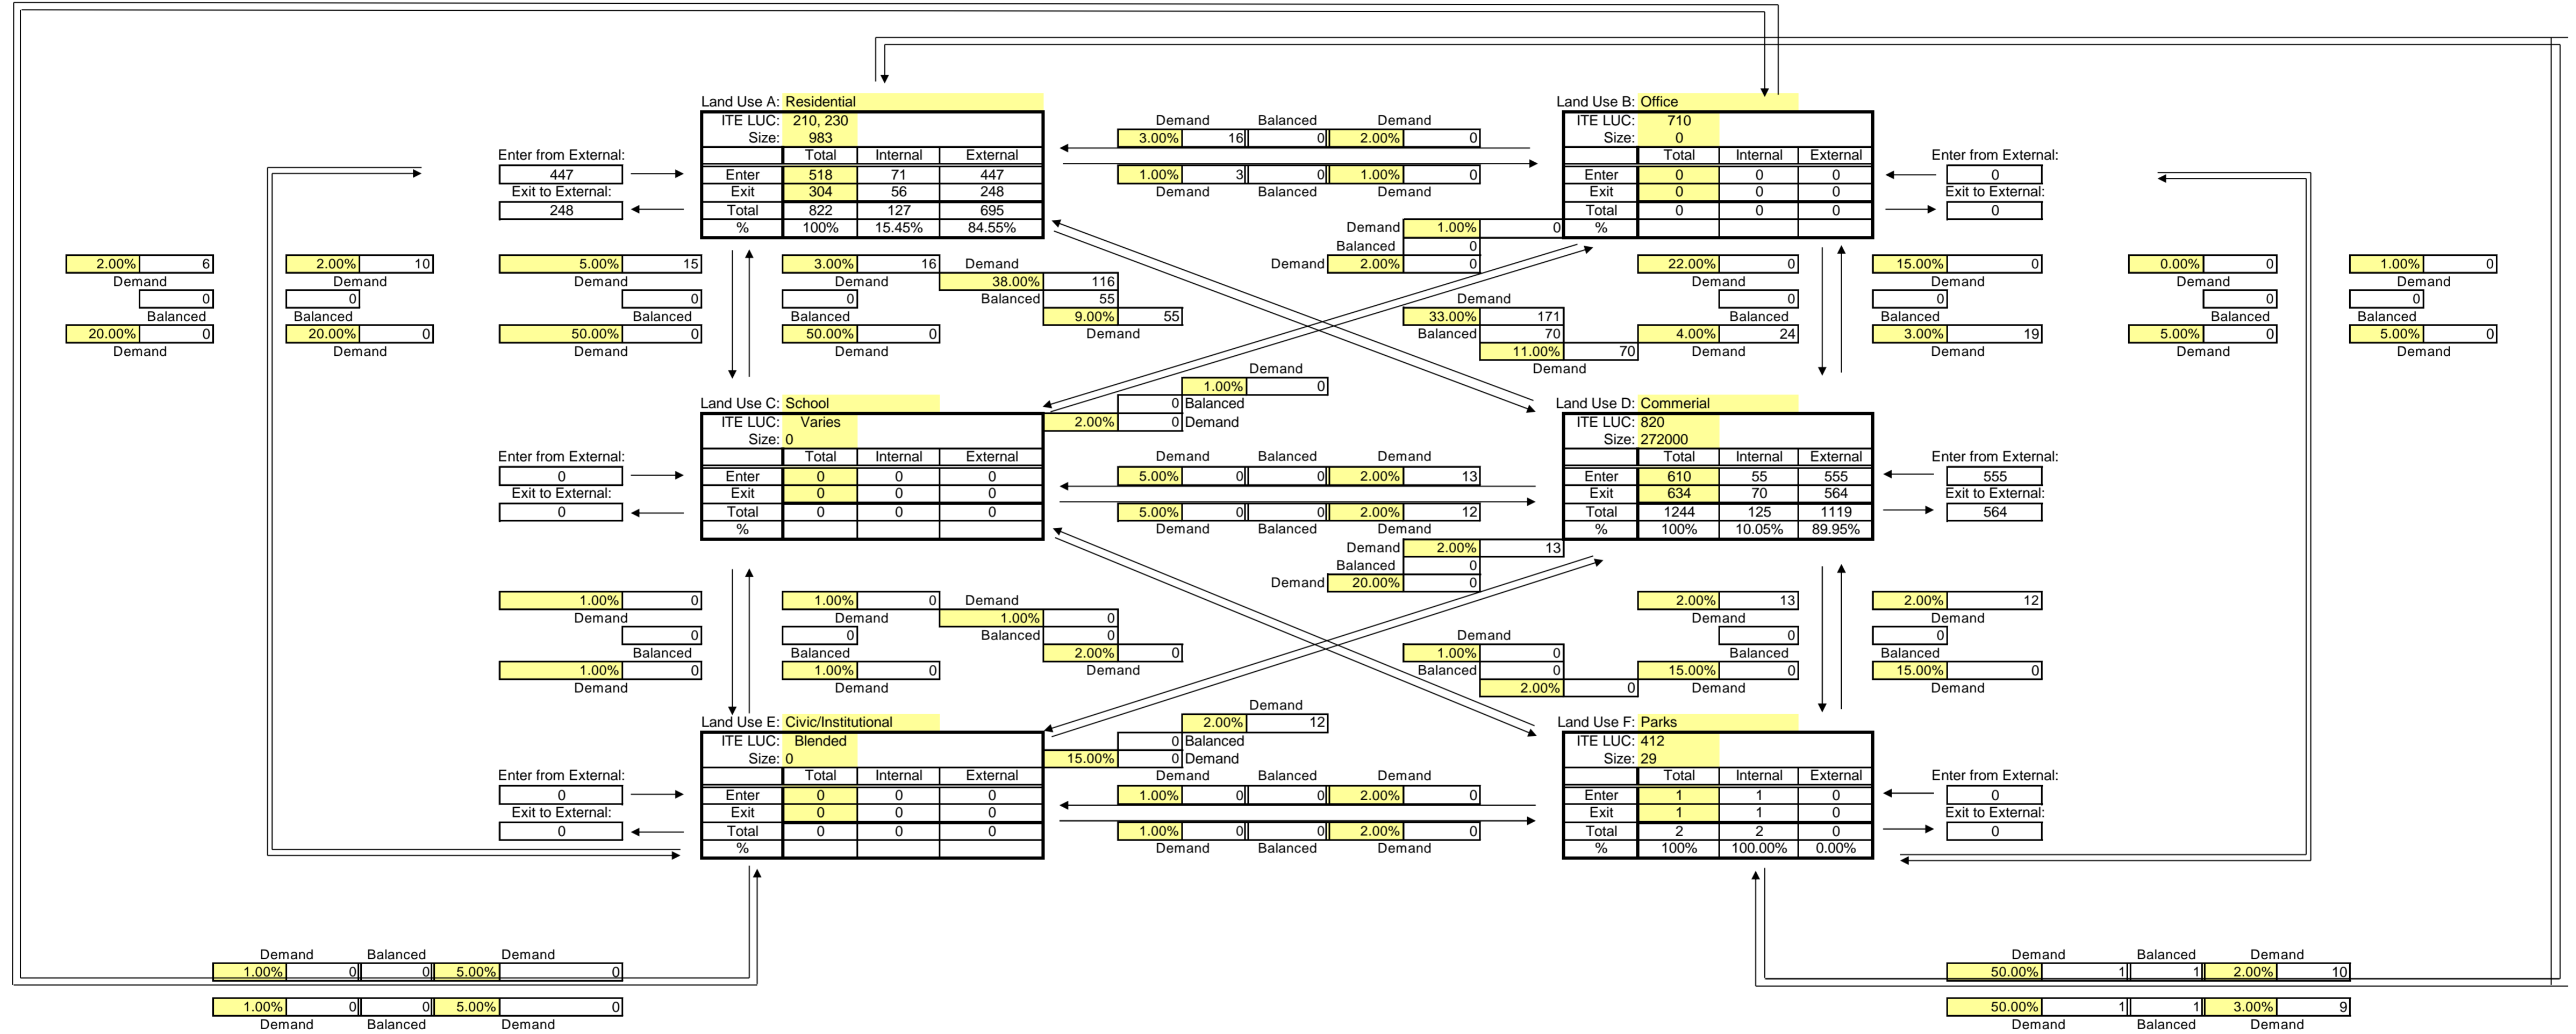 Land Use A: Residential Land Use B: Office
ITE LUC: 210, 230 Demand Balanced Demand ITE LUC: 710
Size: 983 3.00% 16 0 2.00% 0 Size: 0
Enter from External: Total Internal External Total Internal External Enter from External:
447 Enter 518 71 447 1.00% 3 0 1.00% 0 Enter 0 0 0 0
Exit to External: Exit 304 56 248 Demand Balanced Demand Exit 0 0 0 Exit to External:
248 Total 822 127 695 Total 0 0 0 0
% 100% 15.45% 84.55% Demand 1.00% 0 %
Balanced 0
2.00% 6 2.00% 10 5.00% 15 3.00% 16 Demand Demand 2.00% 0 22.00% 0 15.00% 0 0.00% 0 1.00% 0
Demand Demand Demand Demand 38.00% 116 Demand Demand Demand Demand
0 0 0 0 Balanced 55 Demand 0 0 0 0
Balanced Balanced Balanced Balanced 9.00% 55 33.00% 171 Balanced Balanced Balanced Balanced
20.00% 0 20.00% 0 50.00% 0 50.00% 0 Demand Balanced 70 4.00% 24 3.00% 19 5.00% 0 5.00% 0
Demand Demand Demand Demand 11.00% 70 Demand Demand Demand Demand
Demand Demand
1.00% 0
Land Use C: School 0 Balanced Land Use D: Commerial
ITE LUC: Varies 2.00% 0 Demand ITE LUC: 820
Size: 0 Size: 272000
Enter from External: Total Internal External Demand Balanced Demand Total Internal External Enter from External:
0 Enter 0 0 0 5.00% 0 0 2.00% 13 Enter 610 55 555 555
Exit to External: Exit 0 0 0 Exit 634 70 564 Exit to External:
0 Total 0 0 0 5.00% 0 0 2.00% 12 Total 1244 125 1119 564
% Demand Balanced Demand % 100% 10.05% 89.95%
Demand 2.00% 13
Balanced 0
Demand 20.00% 0
1.00% 0 1.00% 0 Demand 2.00% 13 2.00% 12
Demand Demand 1.00% 0 Demand Demand
0 0 Balanced 0 Demand 0 0
Balanced Balanced 2.00% 0 1.00% 0 Balanced Balanced
1.00% 0 1.00% 0 Demand Balanced 0 15.00% 0 15.00% 0
Demand Demand 2.00% 0 Demand Demand
Demand
Land Use E: Civic/Institutional 2.00% 12 Land Use F: Parks
ITE LUC: Blended 0 Balanced ITE LUC: 412
Size: 0 15.00% 0 Demand Size: 29
Enter from External: Total Internal External Demand Balanced Demand Total Internal External Enter from External:
0 Enter 0 0 0 1.00% 0 0 2.00% 0 Enter 1 1 0 0
Exit to External: Exit 0 0 0 Exit 1 1 0 Exit to External:
0 Total 0 0 0 1.00% 0 0 2.00% 0 Total 2 2 0 0
% Demand Balanced Demand % 100% 100.00% 0.00%
Demand Balanced Demand Demand Balanced Demand
1.00% 0 0 5.00% 0 50.00% 1 1 2.00% 10
1.00% 0 0 5.00% 0 50.00% 1 1 3.00% 9
Demand Balanced Demand Demand Balanced Demand